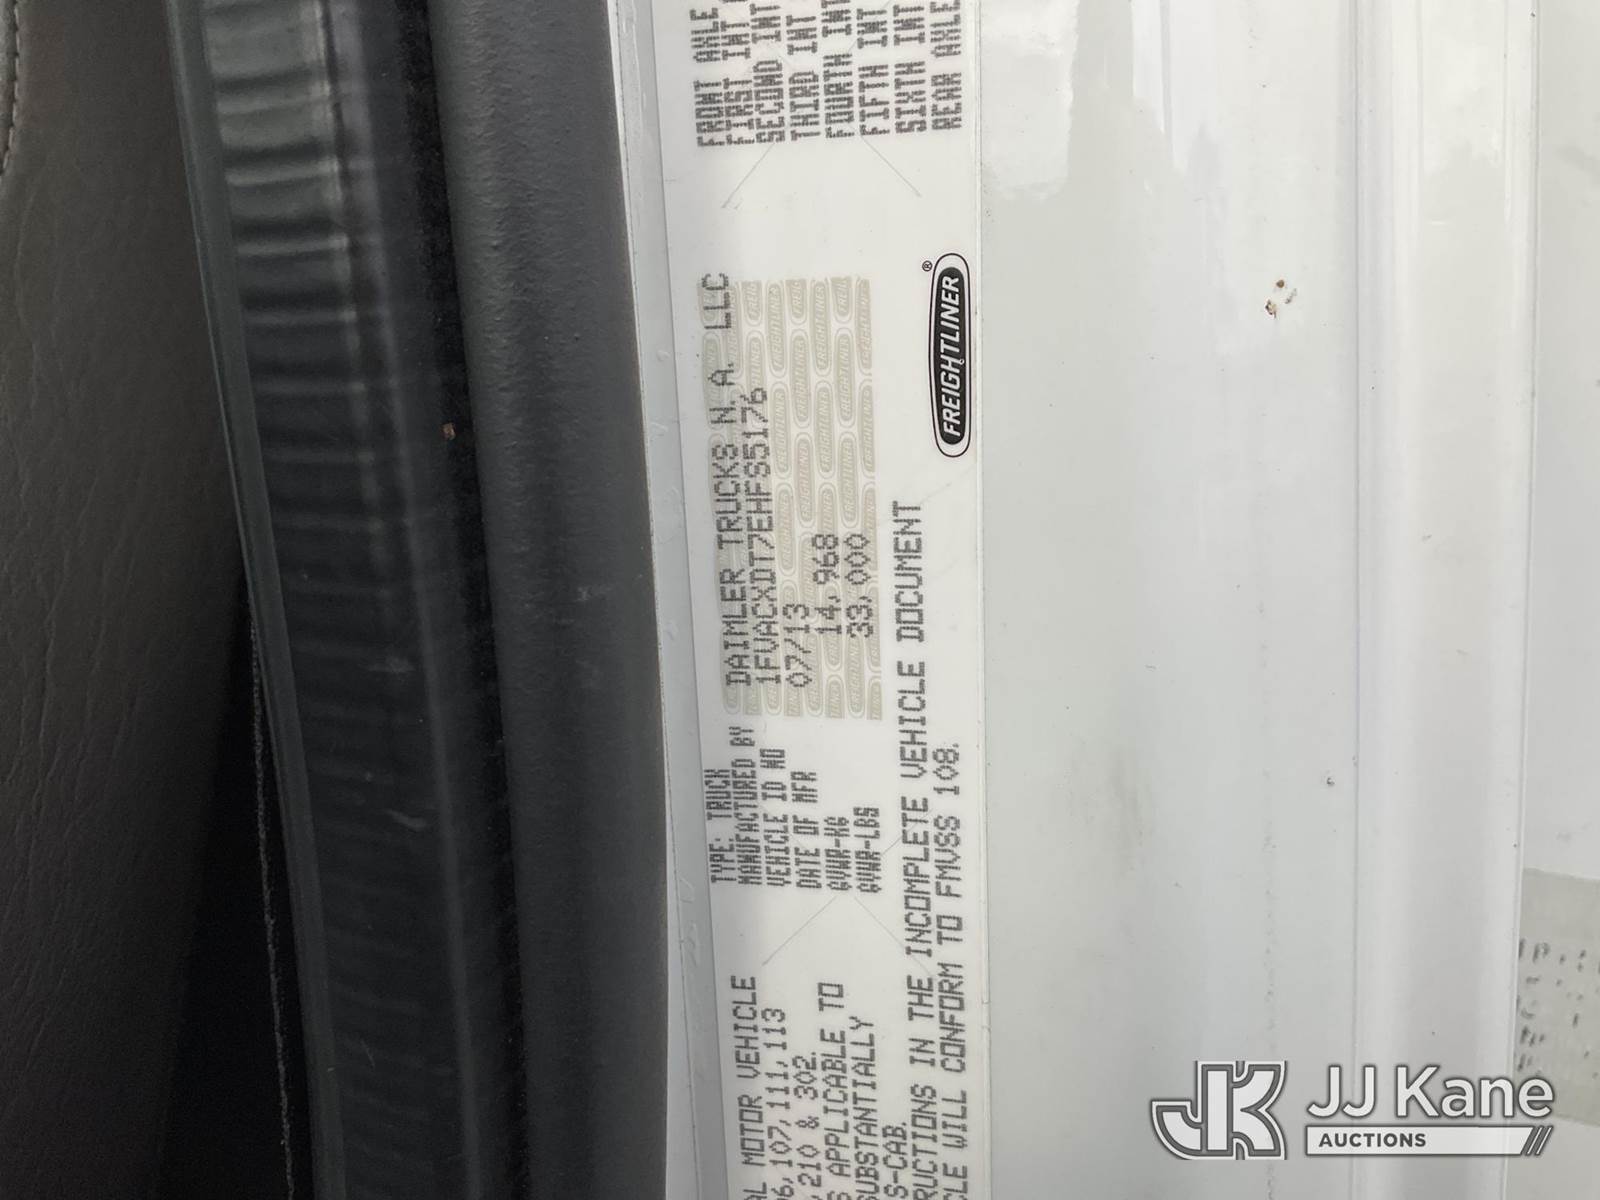 AL MOTOR VEHICLE
6, 107, 111, 113
, 210 & 302.
S APPLICABLE TO
SUBSTANTIALLY
S-CAB.
RUCTIONS IN THE INCOMPLETE VEHICLE DOCUMENT
CLE WILL CONFORM TO FMVSS 108.
TYPE: TRUCK
MANUFACTURED BY DAIMLER TRUCKS N.A. LLC
VEHICLE ID NO 1FVACXDT7EHFS5176
DATE OF MFR 07/13
GVWR-KG 14,968
GVWR-LBS 33,000
FREIGHTLINER®
FRONT AXLE
FIRST INT
SECOND INT
THIRD INT
FOURTH INT
FIFTH INT
SIXTH INT
REAR AXLE
JK JJ Kane
AUCTIONS